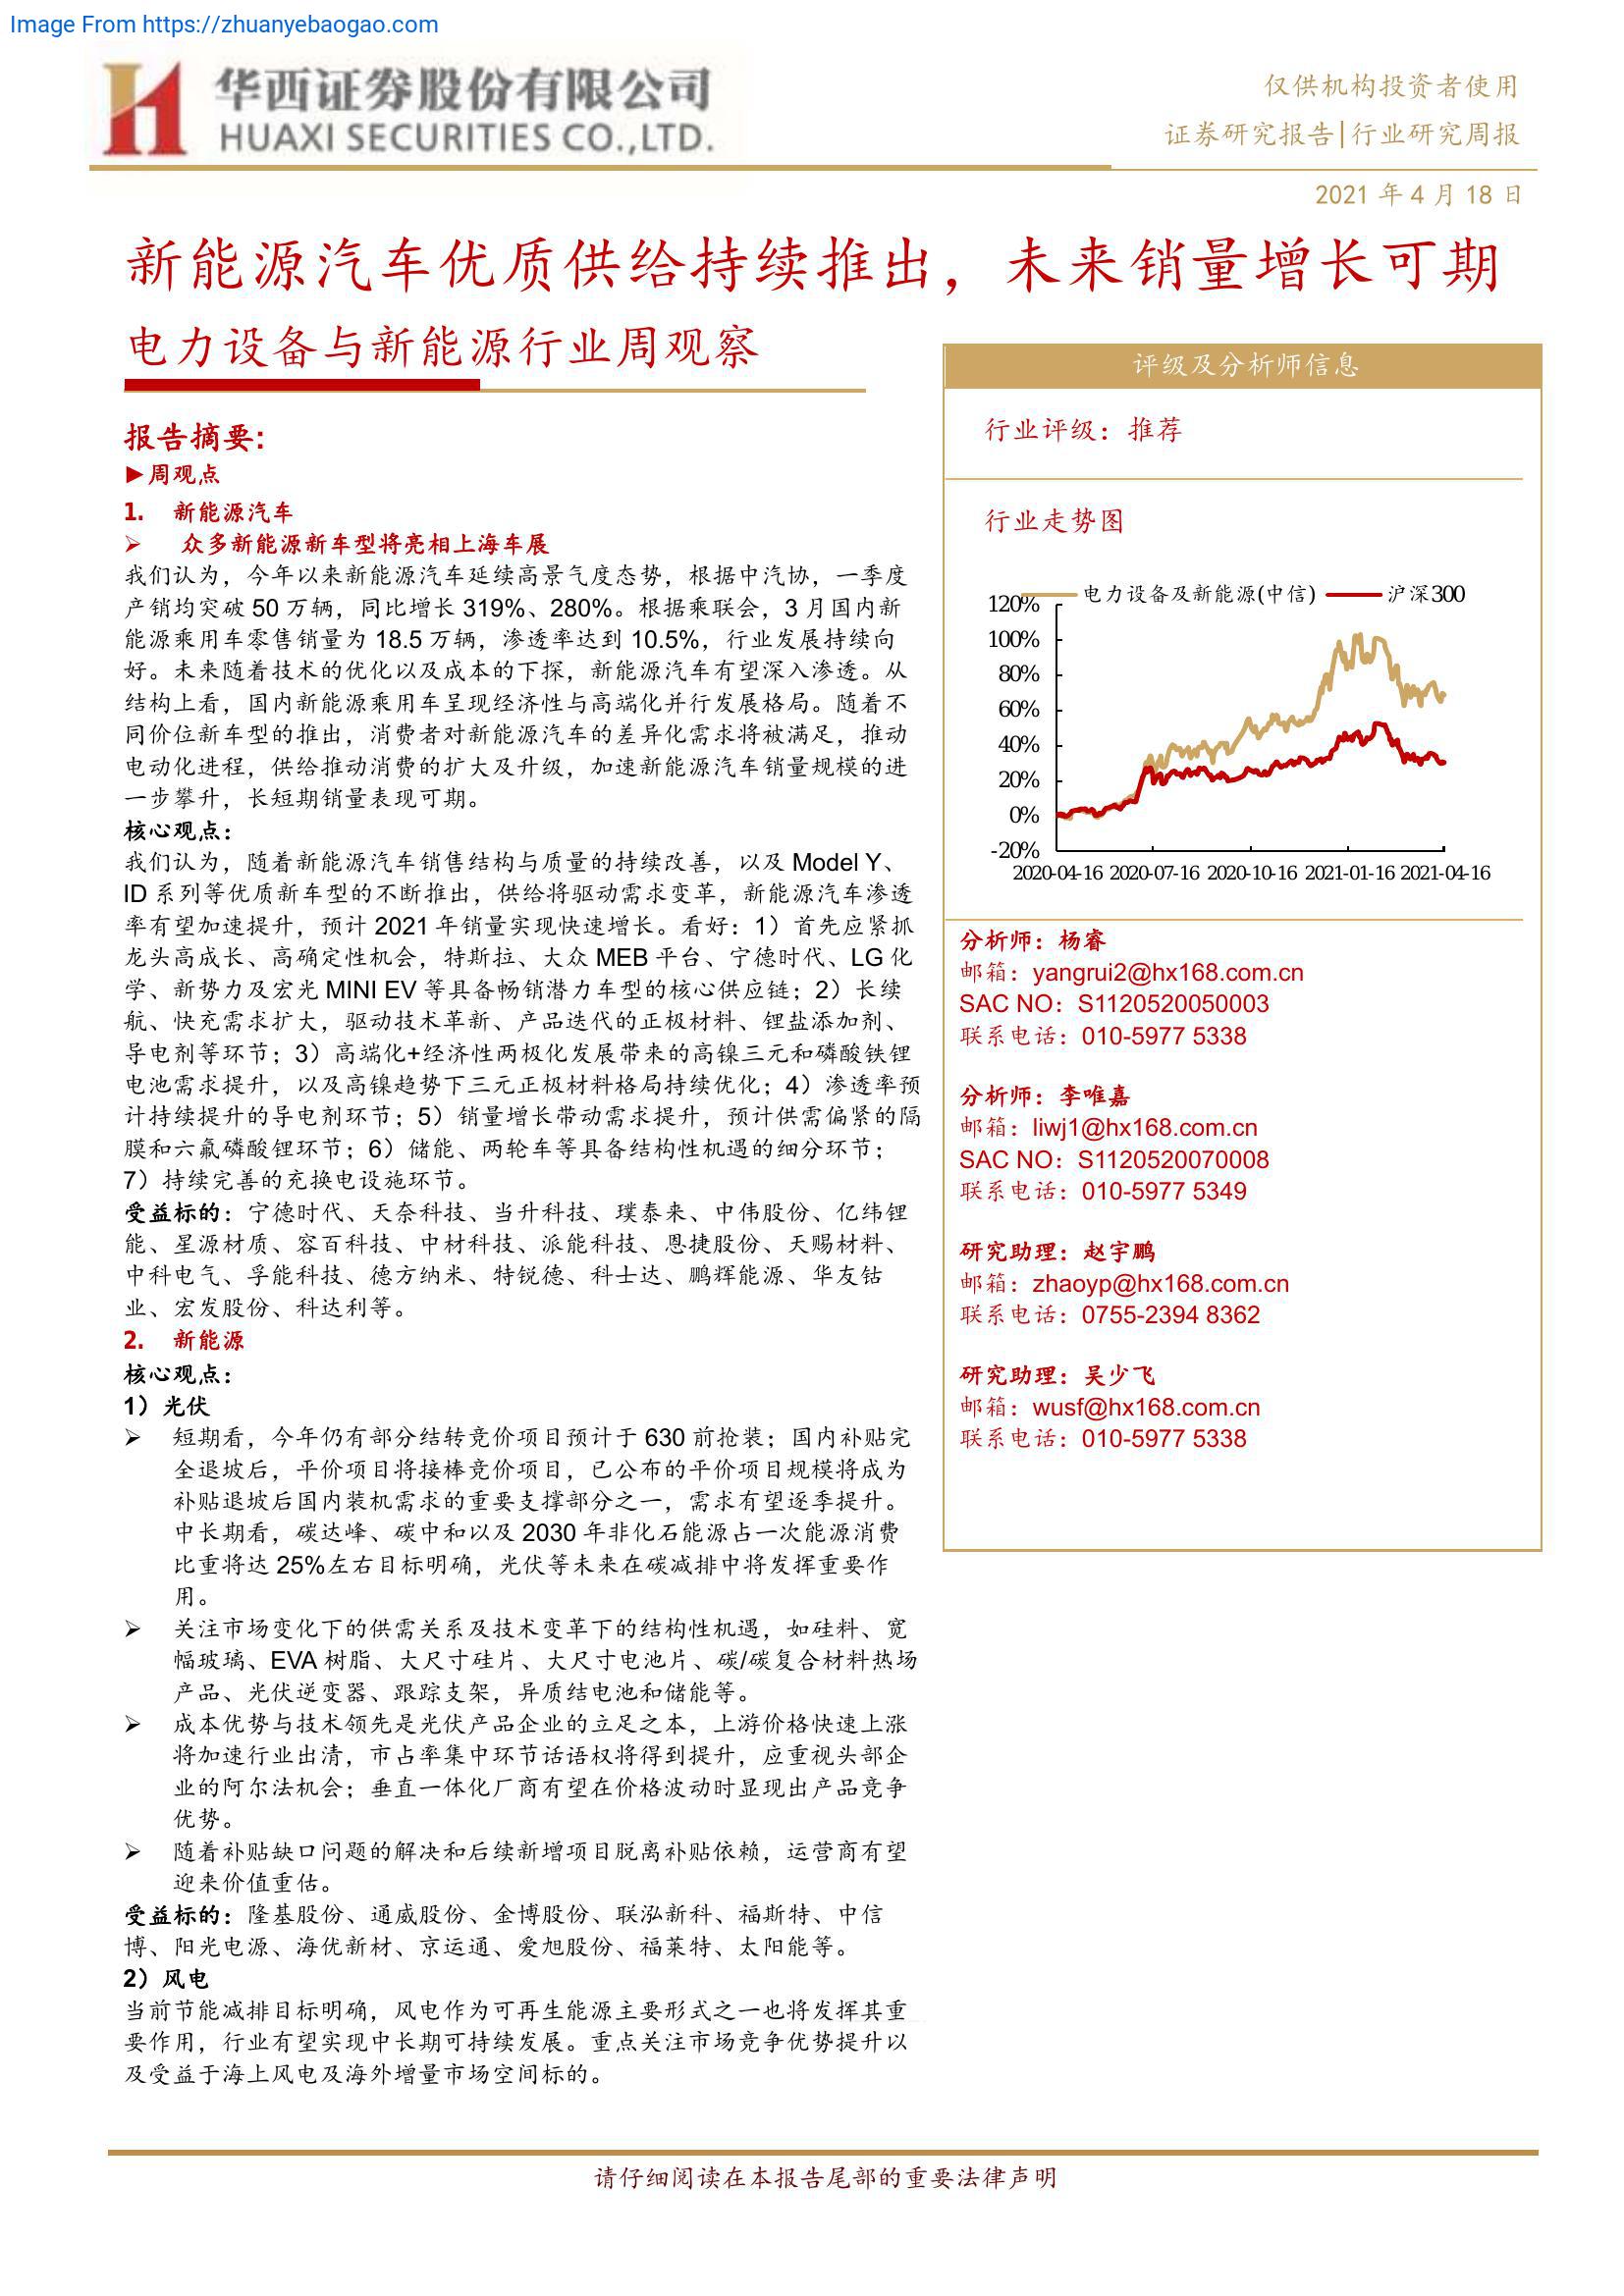 Image From https://zhuanyebaogao.com
华西证券股份有限公司
HUAXI SECURITIES CO.,LTD.
仅供机构投资者使用
证券研究报告|行业研究周报
2021 年 4 月 18 日
新能源汽车优质供给持续推出，未来销量增长可期
电力设备与新能源行业周观察
报告摘要:
►周观点
1. 新能源汽车
➢ 众多新能源新车型将亮相上海车展
我们认为，今年以来新能源汽车延续高景气度态势，根据中汽协，一季度
产销均突破 50 万辆，同比增长 319%、280%。根据乘联会，3 月国内新
能源乘用车零售销量为 18.5 万辆，渗透率达到 10.5%，行业发展持续向
好。未来随着技术的优化以及成本的下探，新能源汽车有望深入渗透。从
结构上看，国内新能源乘用车呈现经济性与高端化并行发展格局。随着不
同价位新车型的推出，消费者对新能源汽车的差异化需求将被满足，推动
电动化进程，供给推动消费的扩大及升级，加速新能源汽车销量规模的进
一步攀升，长短期销量表现可期。
核心观点：
我们认为，随着新能源汽车销售结构与质量的持续改善，以及 Model Y、
ID 系列等优质新车型的不断推出，供给将驱动需求变革，新能源汽车渗透
率有望加速提升，预计 2021 年销量实现快速增长。看好：1）首先应紧抓
龙头高成长、高确定性机会，特斯拉、大众 MEB 平台、宁德时代、LG 化
学、新势力及宏光 MINI EV 等具备畅销潜力车型的核心供应链；2）长续
航、快充需求扩大，驱动技术革新、产品迭代的正极材料、锂盐添加剂、
导电剂等环节；3）高端化+经济性两极化发展带来的高镍三元和磷酸铁锂
电池需求提升，以及高镍趋势下三元正极材料格局持续优化；4）渗透率预
计持续提升的导电剂环节；5）销量增长带动需求提升，预计供需偏紧的隔
膜和六氟磷酸锂环节；6）储能、两轮车等具备结构性机遇的细分环节；
7）持续完善的充换电设施环节。
受益标的：宁德时代、天奈科技、当升科技、璞泰来、中伟股份、亿纬锂
能、星源材质、容百科技、中材科技、派能科技、恩捷股份、天赐材料、
中科电气、孚能科技、德方纳米、特锐德、科士达、鹏辉能源、华友钴
业、宏发股份、科达利等。
2. 新能源
核心观点：
1）光伏
➢ 短期看，今年仍有部分结转竞价项目预计于 630 前抢装；国内补贴完
全退坡后，平价项目将接棒竞价项目，已公布的平价项目规模将成为
补贴退坡后国内装机需求的重要支撑部分之一，需求有望逐季提升。
中长期看，碳达峰、碳中和以及 2030 年非化石能源占一次能源消费
比重将达 25%左右目标明确，光伏等未来在碳减排中将发挥重要作
用。
➢ 关注市场变化下的供需关系及技术变革下的结构性机遇，如硅料、宽
幅玻璃、EVA 树脂、大尺寸硅片、大尺寸电池片、碳/碳复合材料热场
产品、光伏逆变器、跟踪支架，异质结电池和储能等。
➢ 成本优势与技术领先是光伏产品企业的立足之本，上游价格快速上涨
将加速行业出清，市占率集中环节话语权将得到提升，应重视头部企
业的阿尔法机会；垂直一体化厂商有望在价格波动时显现出产品竞争
优势。
➢ 随着补贴缺口问题的解决和后续新增项目脱离补贴依赖，运营商有望
迎来价值重估。
受益标的：隆基股份、通威股份、金博股份、联泓新科、福斯特、中信
博、阳光电源、海优新材、京运通、爱旭股份、福莱特、太阳能等。
2）风电
当前节能减排目标明确，风电作为可再生能源主要形式之一也将发挥其重
要作用，行业有望实现中长期可持续发展。重点关注市场竞争优势提升以
及受益于海上风电及海外增量市场空间标的。
评级及分析师信息
行业评级：推荐
行业走势图
电力设备及新能源(中信) 沪深300
120%
100%
80%
60%
40%
20%
0%
-20%
2020-04-16 2020-07-16 2020-10-16 2021-01-16 2021-04-16
分析师：杨睿
邮箱：yangrui2@hx168.com.cn
SAC NO：S1120520050003
联系电话：010-5977 5338
分析师：李唯嘉
邮箱：liwj1@hx168.com.cn
SAC NO：S1120520070008
联系电话：010-5977 5349
研究助理：赵宇鹏
邮箱：zhaoyp@hx168.com.cn
联系电话：0755-2394 8362
研究助理：吴少飞
邮箱：wusf@hx168.com.cn
联系电话：010-5977 5338
请仔细阅读在本报告尾部的重要法律声明